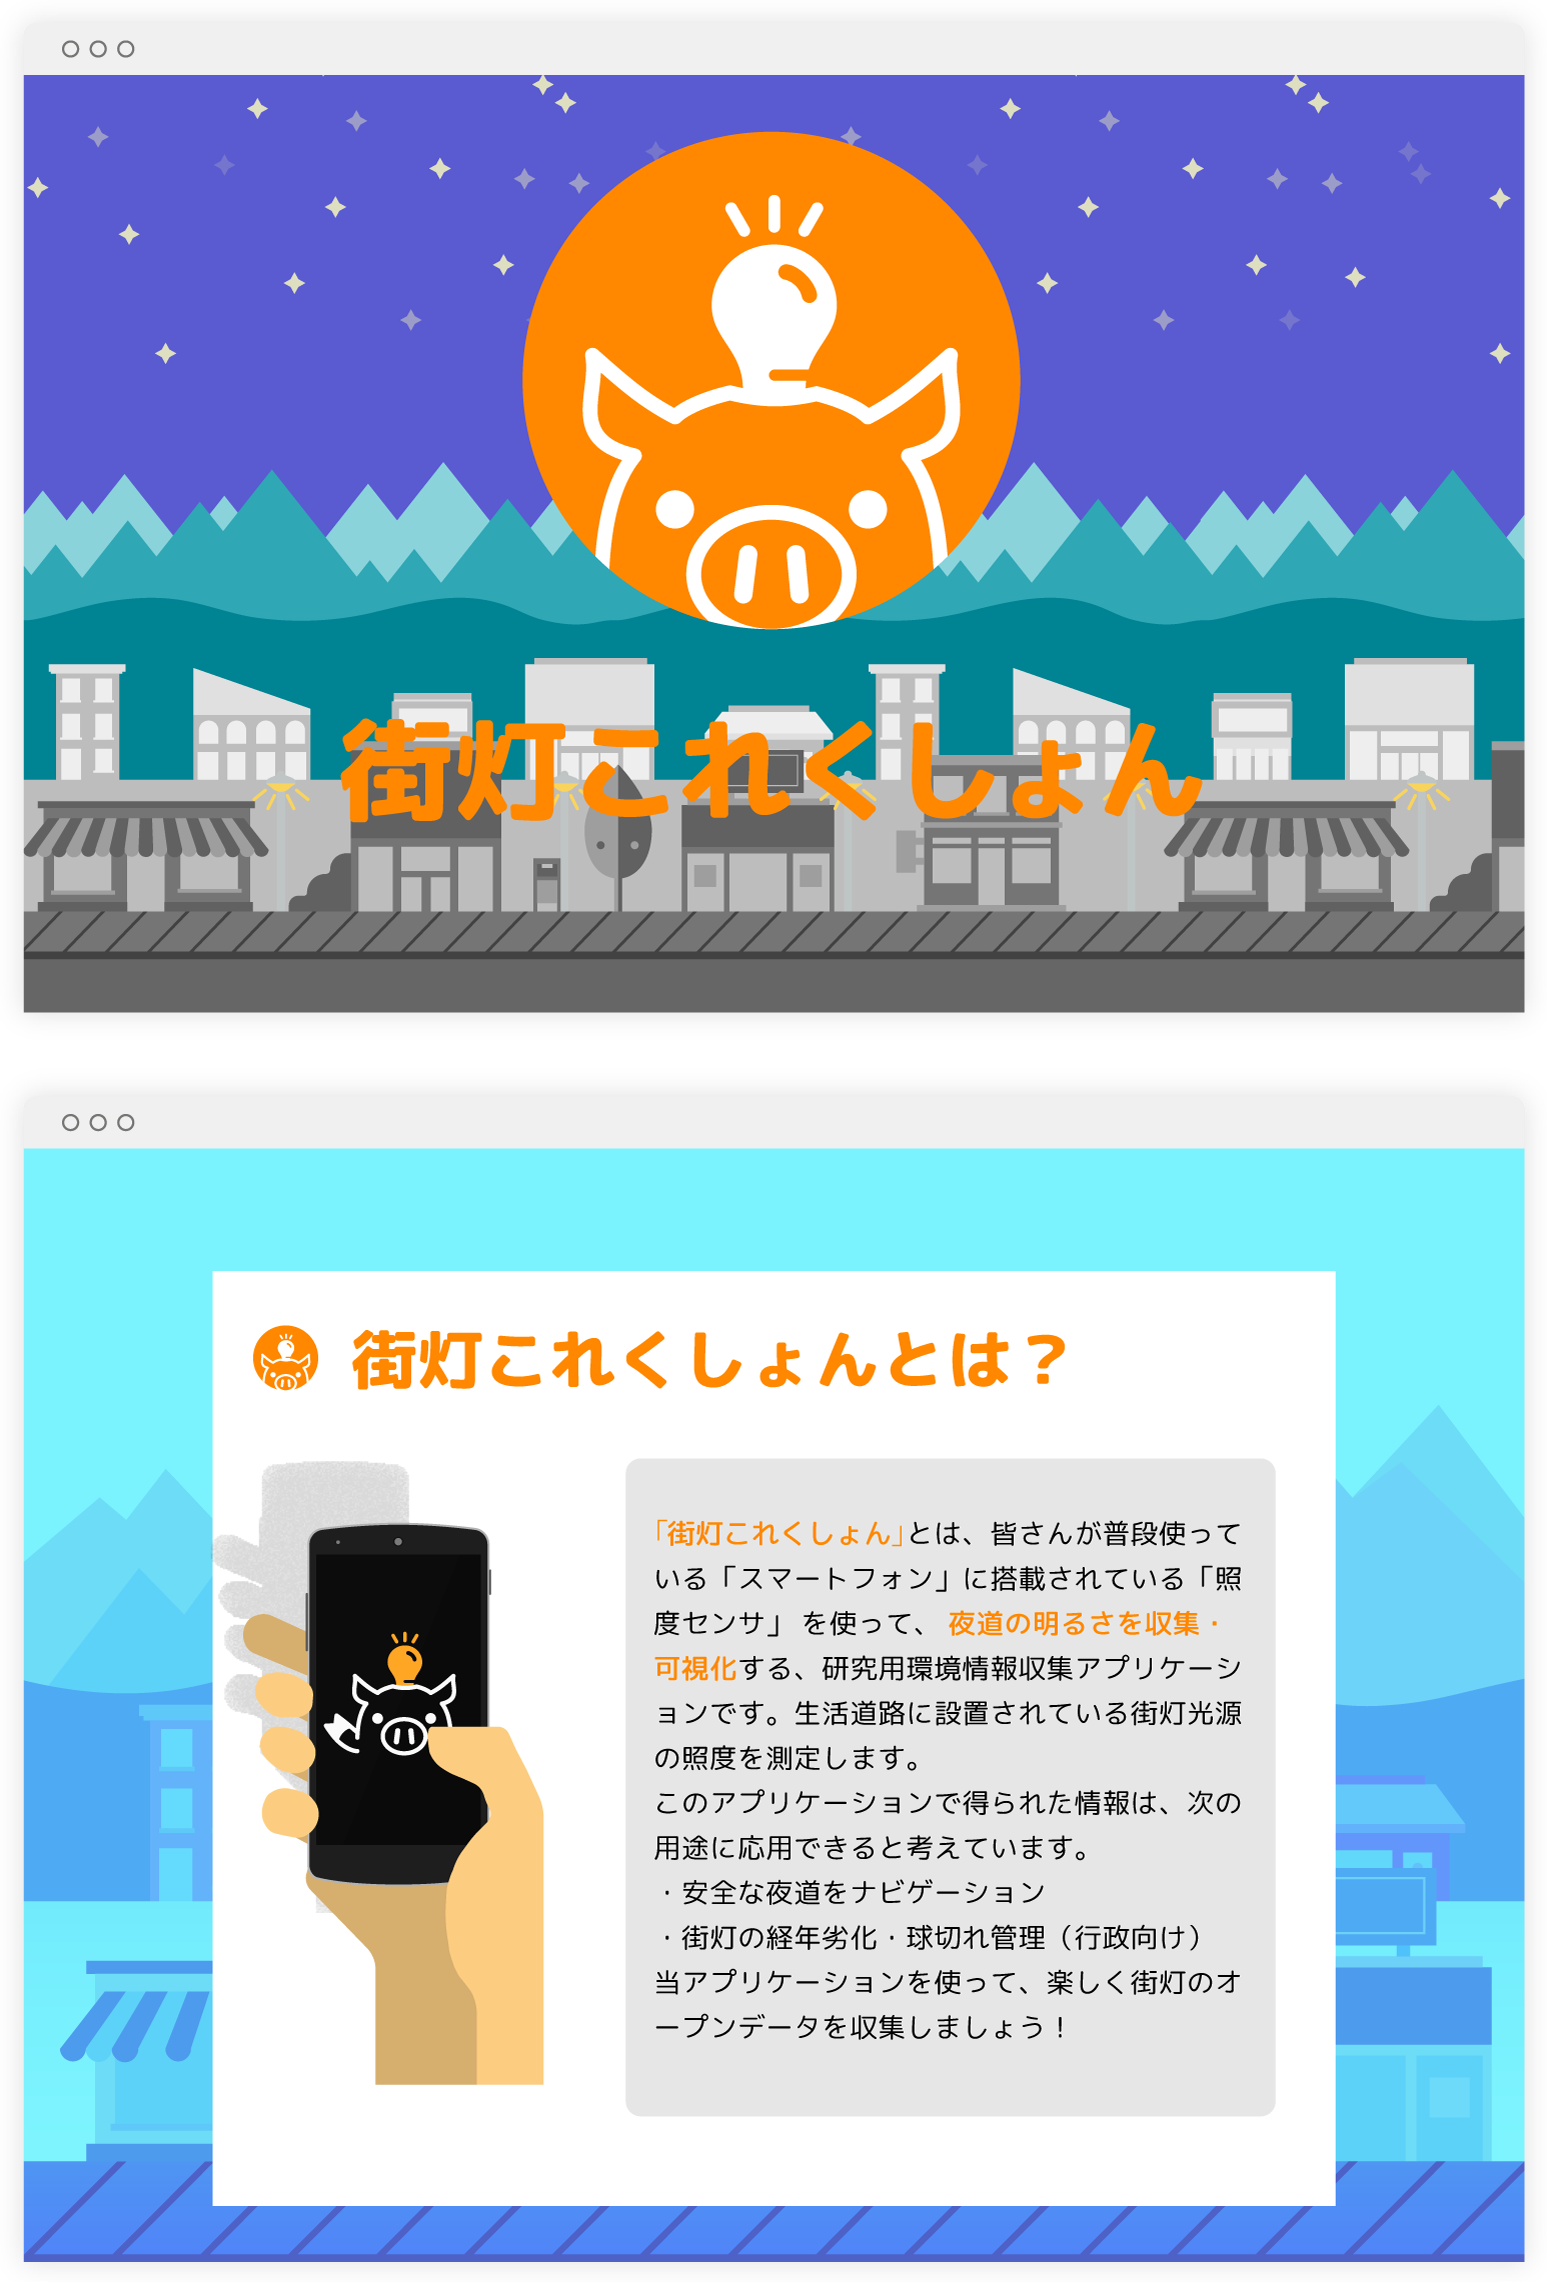 街灯これくしょん
街灯これくしょんとは？
「街灯これくしょん」とは、皆さんが普段使って
いる「スマートフォン」に搭載されている「照
度センサ」 を使って、 夜道の明るさを収集・
可視化する、研究用環境情報収集アプリケーシ
ョンです。生活道路に設置されている街灯光源
の照度を測定します。
このアプリケーションで得られた情報は、次の
用途に応用できると考えています。
・安全な夜道をナビゲーション
・街灯の経年劣化・球切れ管理（行政向け）
当アプリケーションを使って、楽しく街灯のオ
ープンデータを収集しましょう！